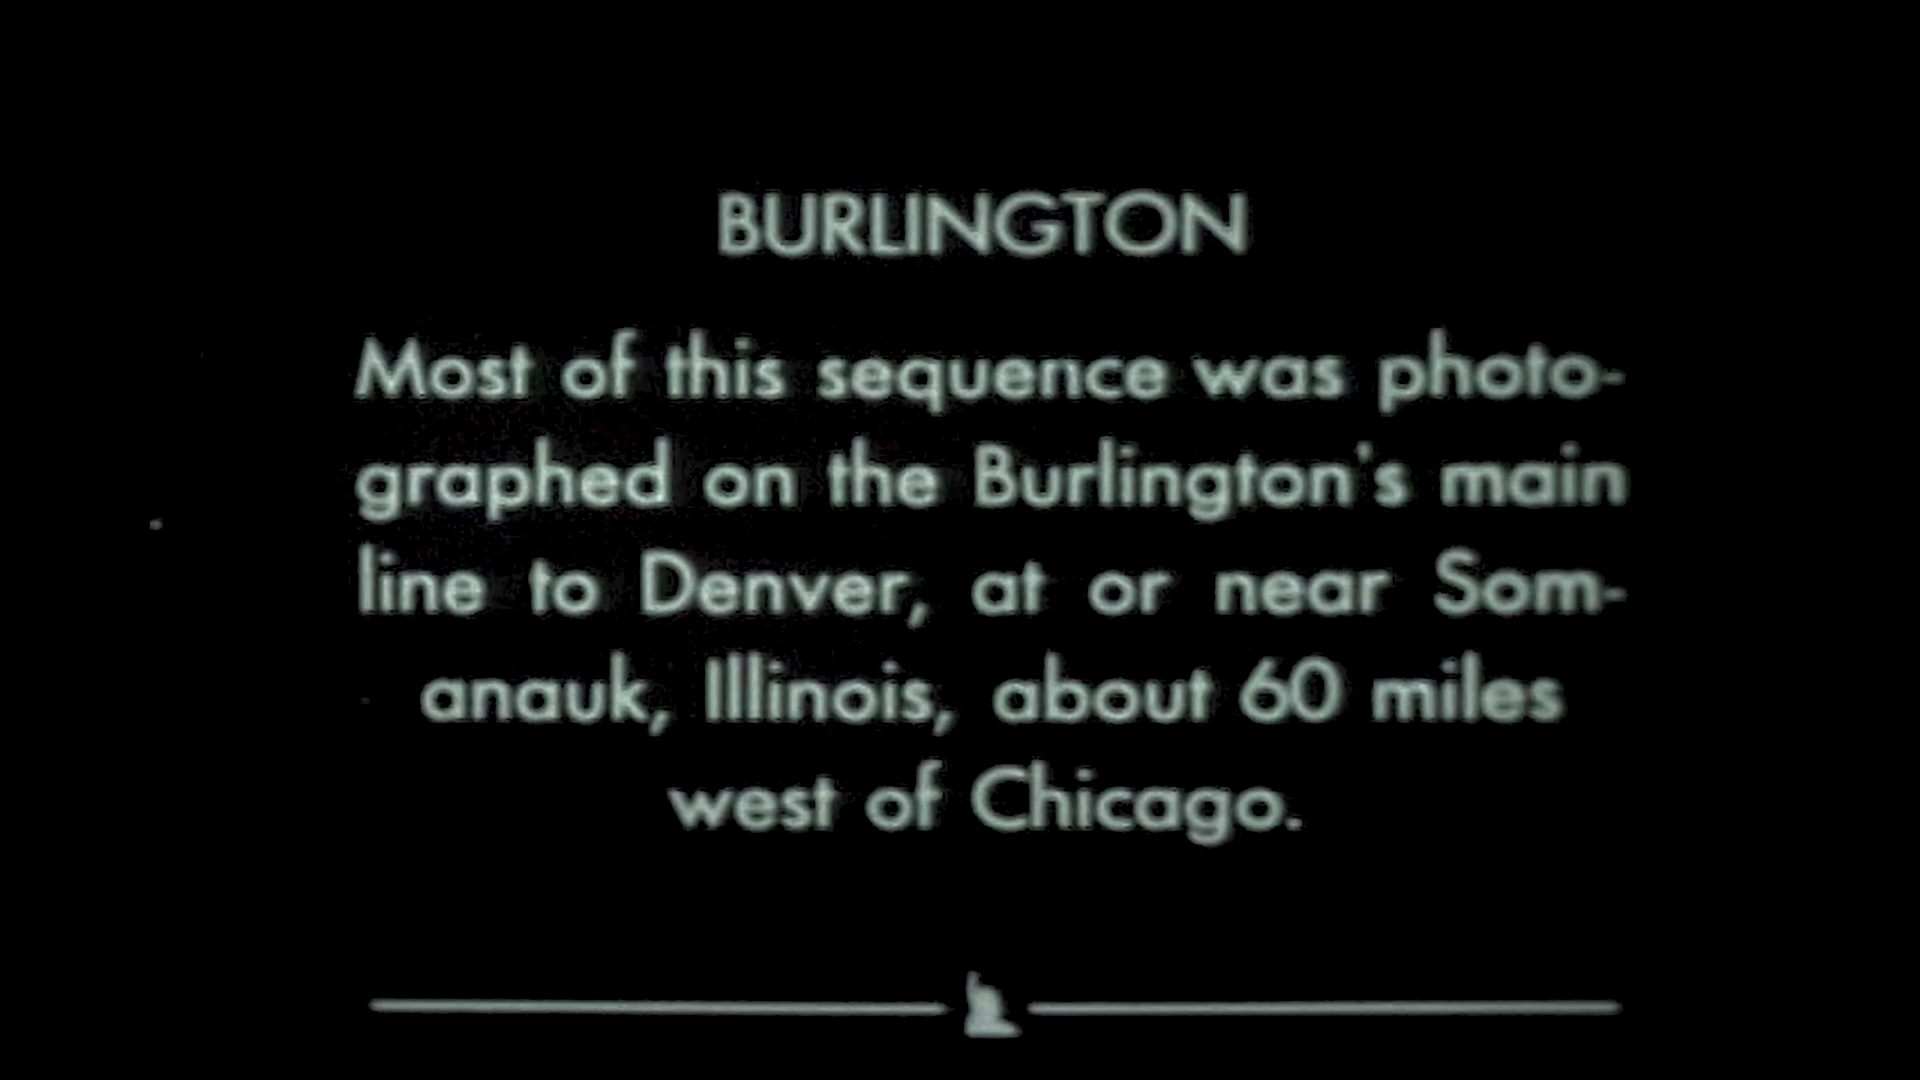 BURLINGTON
Most of this sequence was photo-
graphed on the Burlington's main
line to Denver, at or near Som-
anauk, Illinois, about 60 miles
west of Chicago.